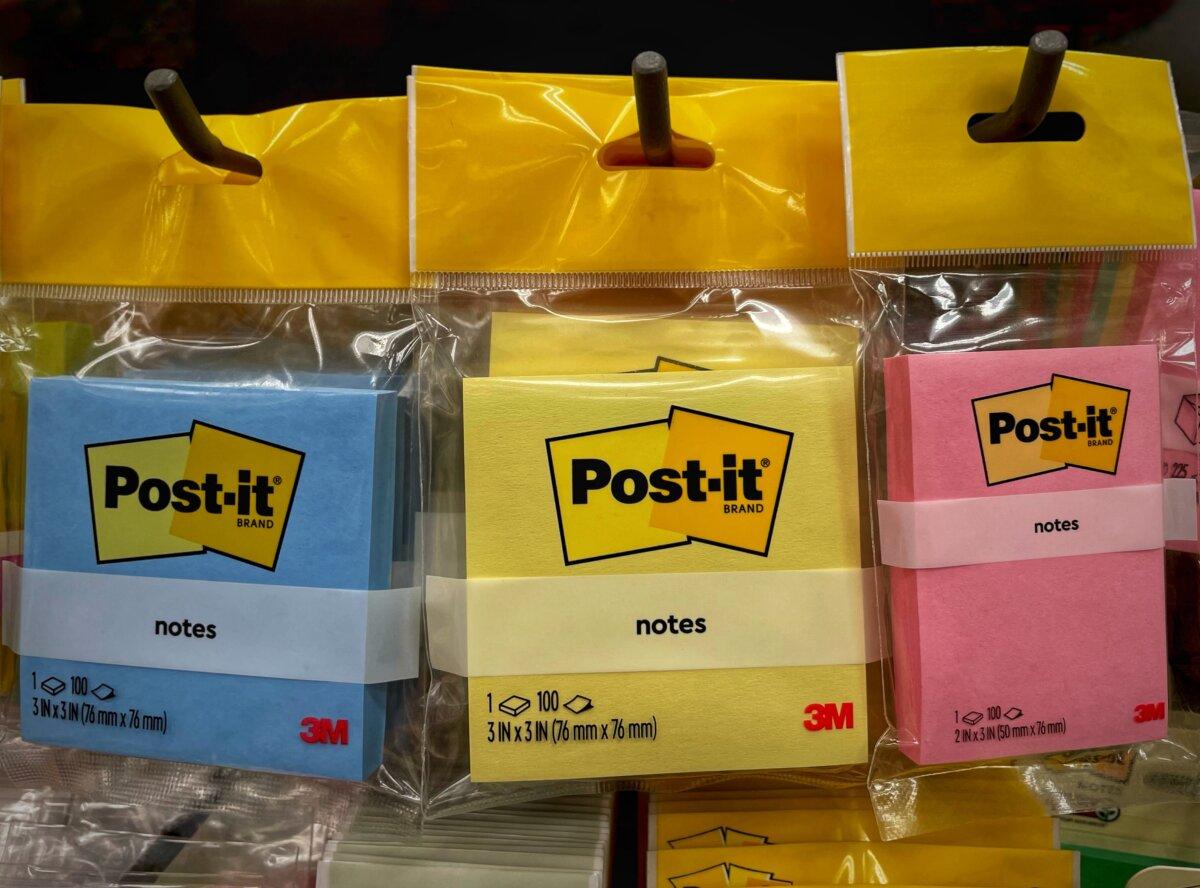 Post-it®
BRAND
notes
1 100
3 IN x 3 IN (76 mm x 76 mm)
3M
Post-it®
BRAND
notes
1 100
3 IN x 3 IN (76 mm x 76 mm)
3M
Post-it®
BRAND
notes
1 100
2 IN x 3 IN (50 mm x 76 mm)
3M
225